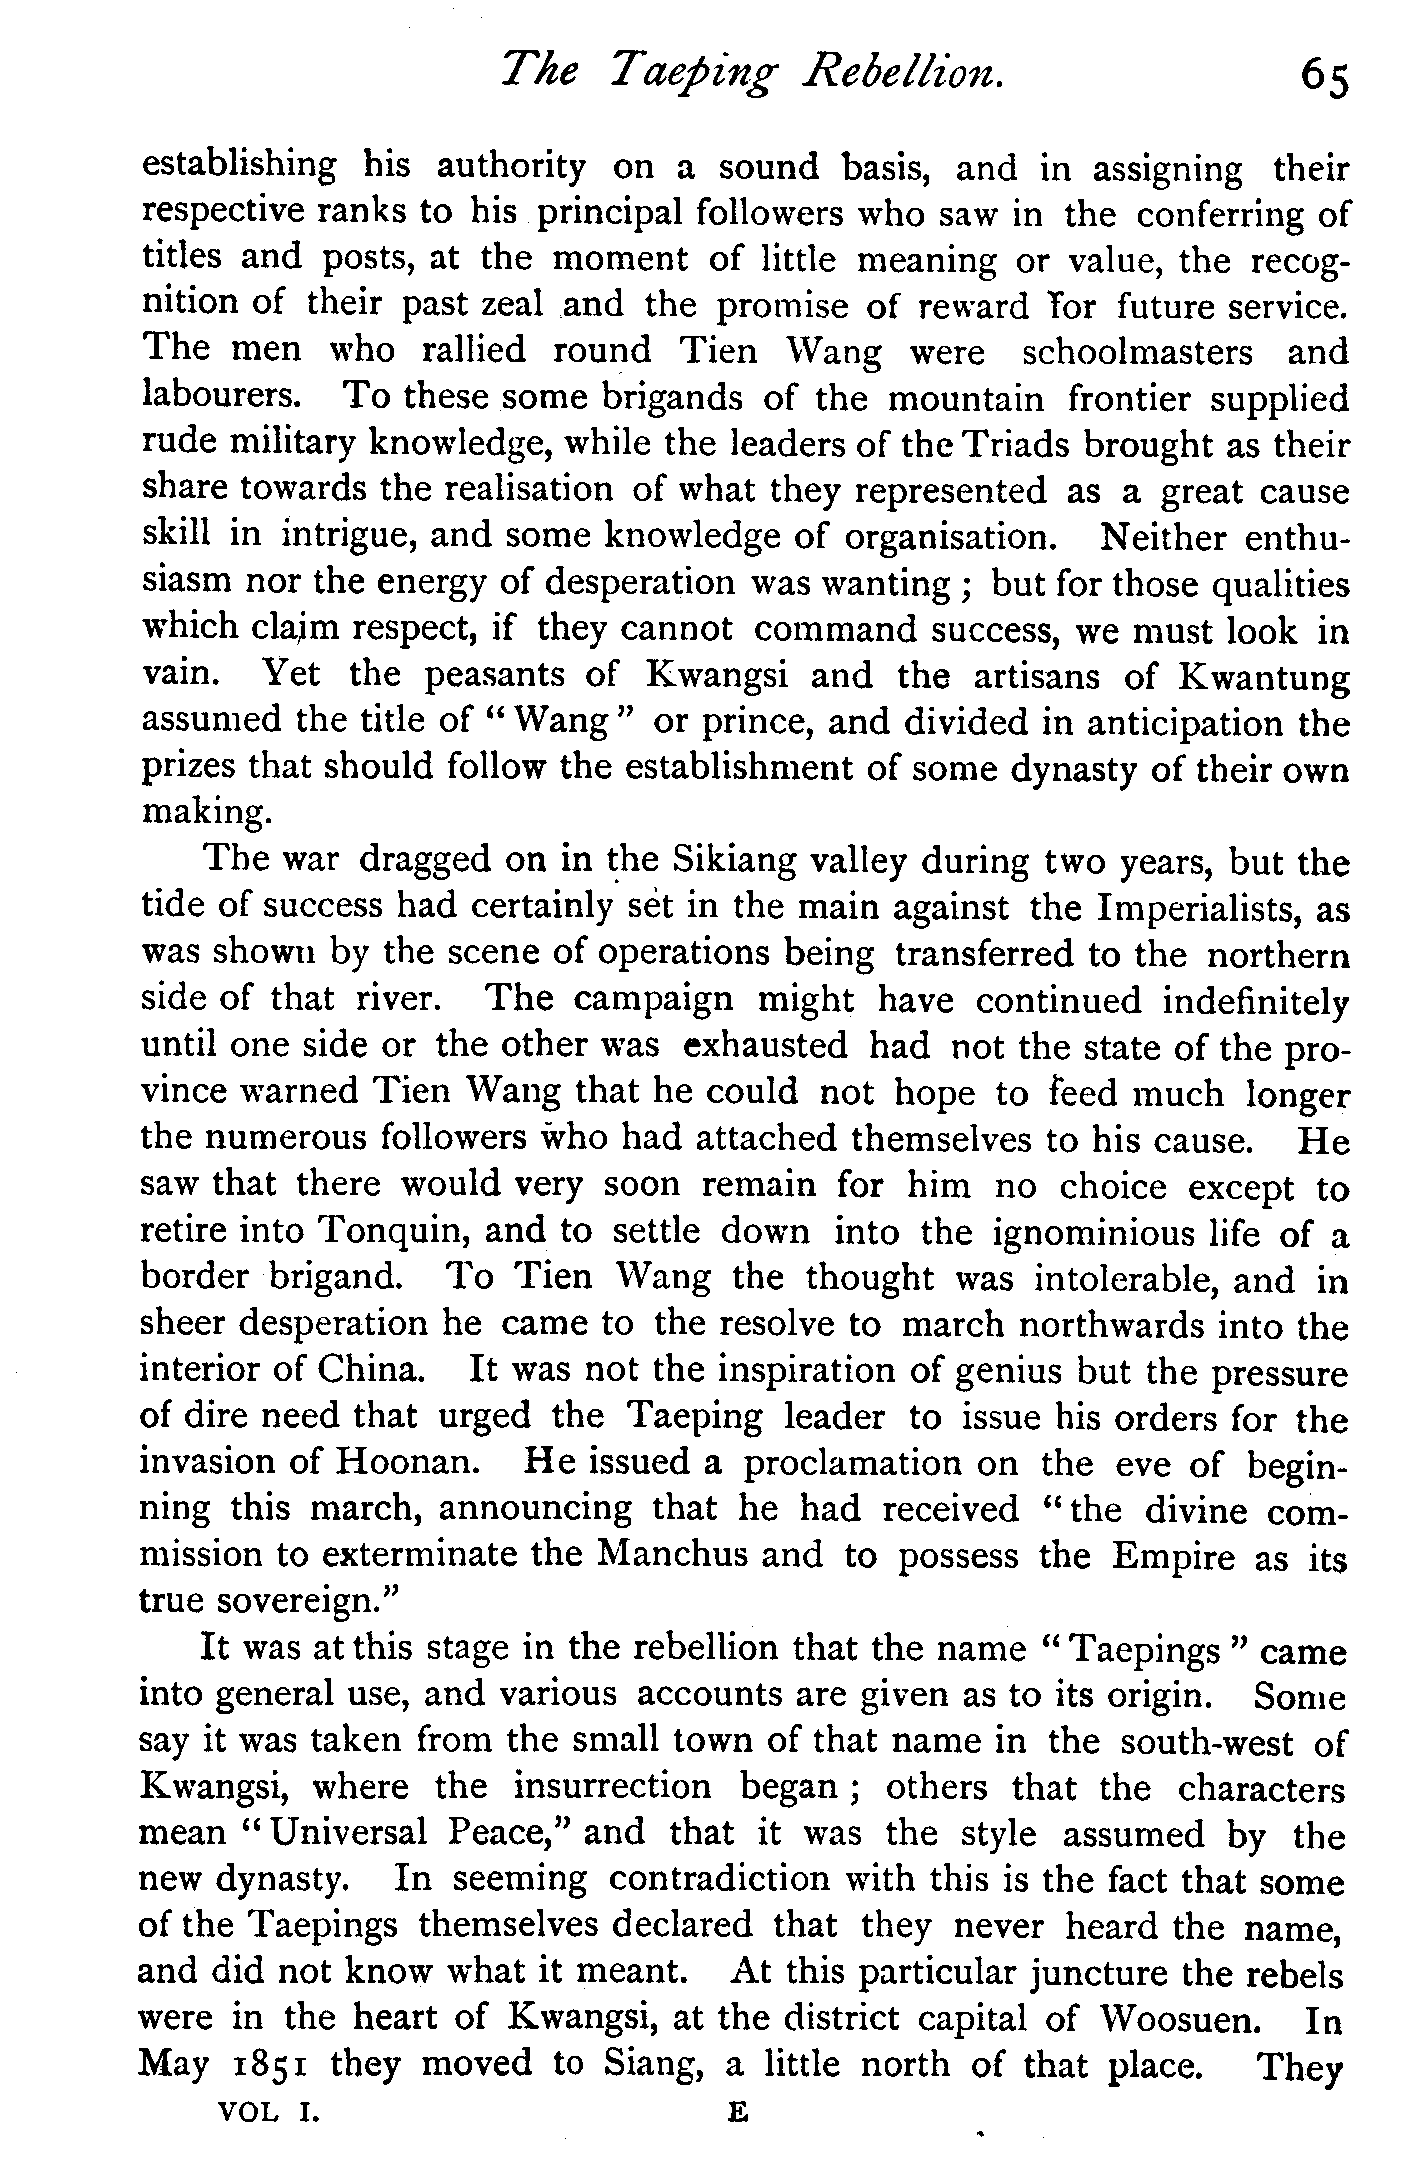 The Taeping Rebellion. 65
establishing his authority on a sound basis, and in assigning their
respective ranks to his principal followers who saw in the conferring of
titles and posts, at the moment of little meaning or value, the recog-
nition of their past zeal and the promise of reward for future service.
The men who rallied round Tien Wang were schoolmasters and
labourers. To these some brigands of the mountain frontier supplied
rude military knowledge, while the leaders of the Triads brought as their
share towards the realisation of what they represented as a great cause
skill in intrigue, and some knowledge of organisation. Neither enthu-
siasm nor the energy of desperation was wanting ; but for those qualities
which claim respect, if they cannot command success, we must look in
vain. Yet the peasants of Kwangsi and the artisans of Kwantung
assumed the title of “ Wang ” or prince, and divided in anticipation the
prizes that should follow the establishment of some dynasty of their own
making.
The war dragged on in the Sikiang valley during two years, but the
tide of success had certainly set in the main against the Imperialists, as
was shown by the scene of operations being transferred to the northern
side of that river. The campaign might have continued indefinitely
until one side or the other was exhausted had not the state of the pro-
vince warned Tien Wang that he could not hope to feed much longer
the numerous followers who had attached themselves to his cause. He
saw that there would very soon remain for him no choice except to
retire into Tonquin, and to settle down into the ignominious life of a
border brigand. To Tien Wang the thought was intolerable, and in
sheer desperation he came to the resolve to march northwards into the
interior of China. It was not the inspiration of genius but the pressure
of dire need that urged the Taeping leader to issue his orders for the
invasion of Hoonan. He issued a proclamation on the eve of begin-
ning this march, announcing that he had received “ the divine com-
mission to exterminate the Manchus and to possess the Empire as its
true sovereign.”
It was at this stage in the rebellion that the name “ Taepings ” came
into general use, and various accounts are given as to its origin. Some
say it was taken from the small town of that name in the south-west of
Kwangsi, where the insurrection began ; others that the characters
mean “ Universal Peace,” and that it was the style assumed by the
new dynasty. In seeming contradiction with this is the fact that some
of the Taepings themselves declared that they never heard the name,
and did not know what it meant. At this particular juncture the rebels
were in the heart of Kwangsi, at the district capital of Woosuen. In
May 1851 they moved to Siang, a little north of that place. They
VOL I. E